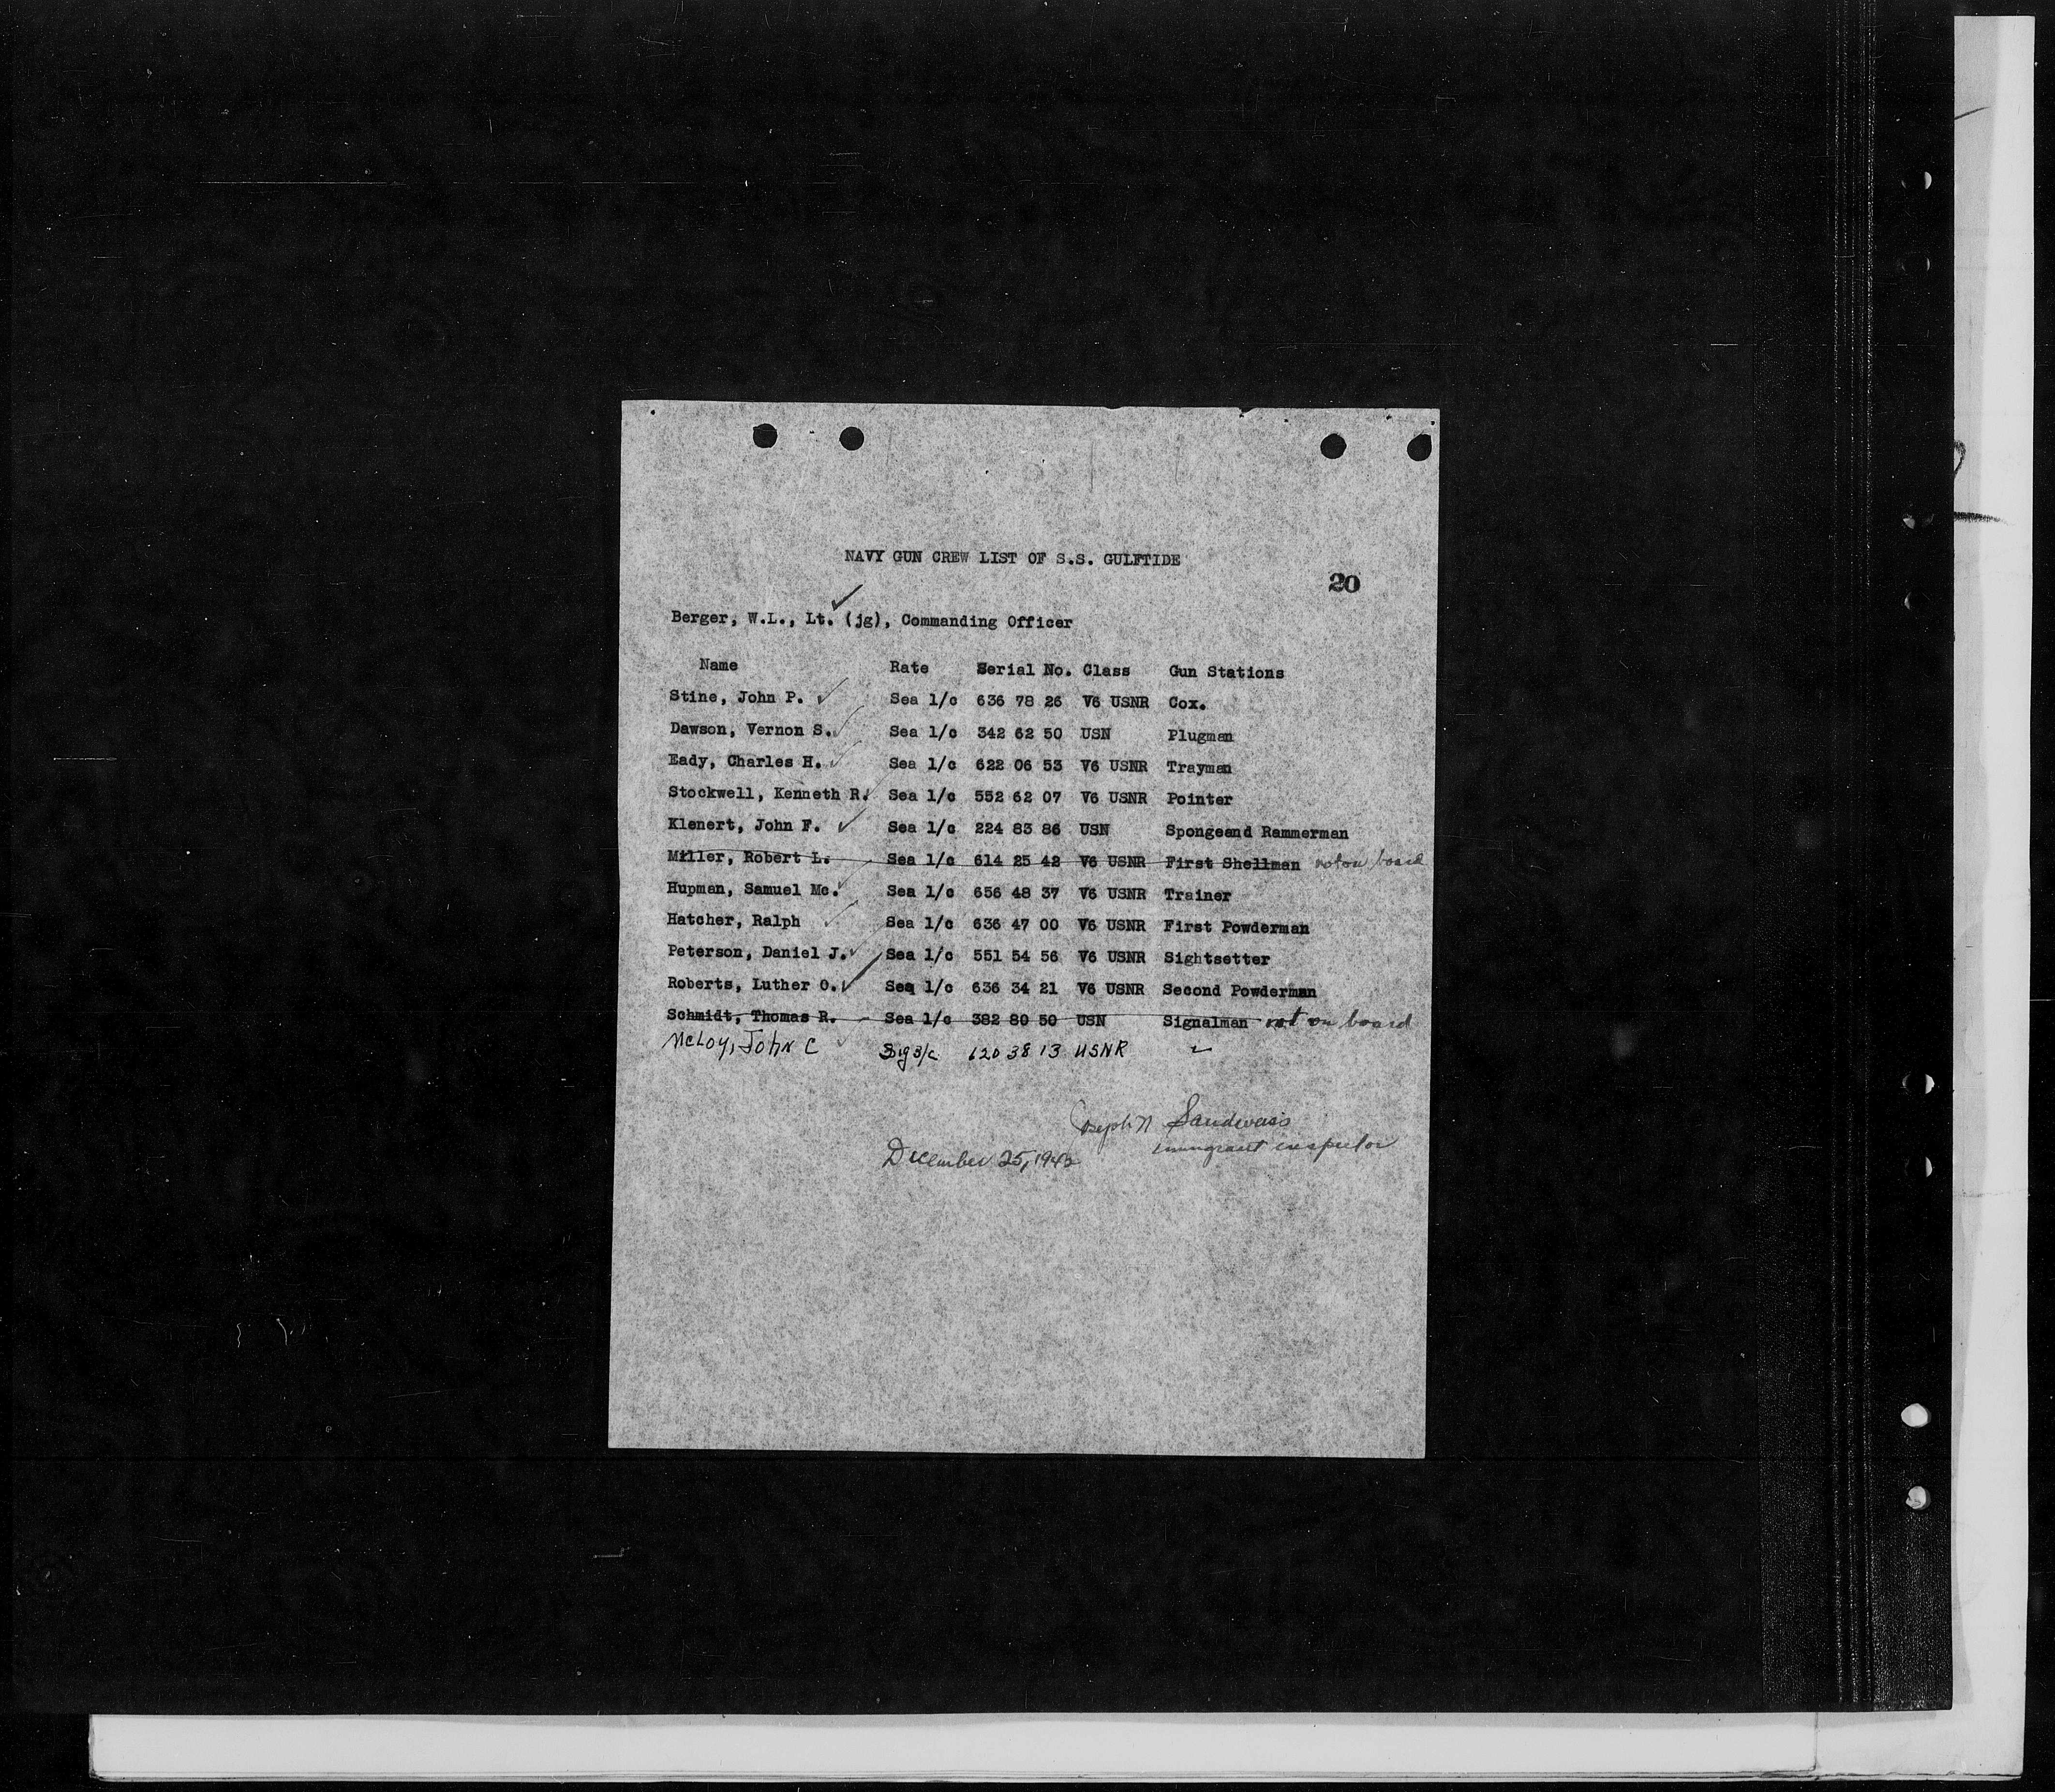 NAVY GUN CREW LIST OF S.S. GULFTIDE
20
Berger, W.L., Lt. (jg), Commanding Officer
Name Rate Serial No. Class Gun Stations
Stine, John P. Sea 1/c 636 78 26 V6 USNR Cox.
Dawson, Vernon S. Sea 1/c 342 62 50 USN Plugman
Eady, Charles H. Sea 1/c 622 06 53 V6 USNR Trayman
Stockwell, Kenneth R. Sea 1/c 552 62 07 V6 USNR Pointer
Klenert, John F. Sea 1/c 224 83 86 USN Spongeand Rammerman
Miller, Robert L. Sea 1/c 614 25 42 V6 USNR First Shellman not on board
Hupman, Samuel Mc. Sea 1/c 656 48 37 V6 USNR Trainer
Hatcher, Ralph Sea 1/c 636 47 00 V6 USNR First Powderman
Peterson, Daniel J. Sea 1/c 551 54 56 V6 USNR Sightsetter
Roberts, Luther O. Sea 1/c 636 34 21 V6 USNR Second Powderman
Schmidt, Thomas R. Sea 1/c 382 80 50 USN Signalman not on board
McLoy, John C Sig 3/c 620 38 13 USNR "
Joseph N
immigrant inspector
December 25, 1942